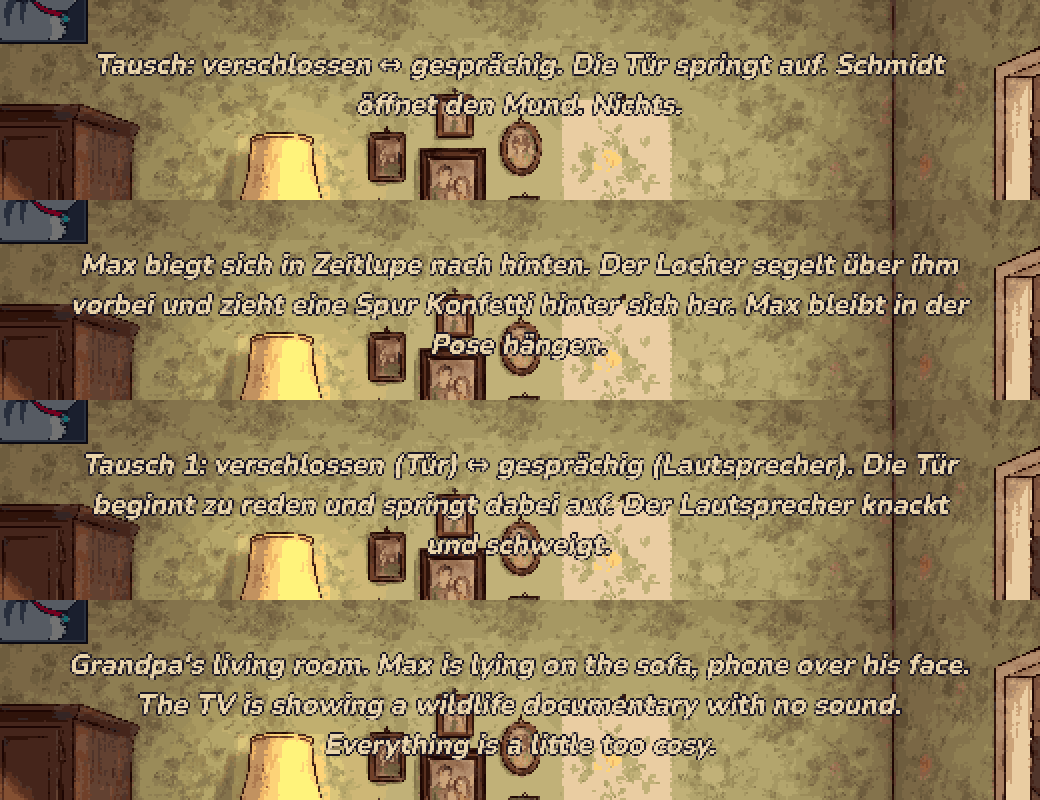 Tausch: verschlossen ⇔ gesprächig. Die Tür springt auf. Schmidt
öffnet den Mund. Nichts.
Max biegt sich in Zeitlupe nach hinten. Der Locher segelt über ihm
vorbei und zieht eine Spur Konfetti hinter sich her. Max bleibt in der
Pose hängen.
Tausch 1: verschlossen (Tür) ⇔ gesprächig (Lautsprecher). Die Tür
beginnt zu reden und springt dabei auf. Der Lautsprecher knackt
und schweigt.
Grandpa's living room. Max is lying on the sofa, phone over his face.
The TV is showing a wildlife documentary with no sound.
Everything is a little too cosy.